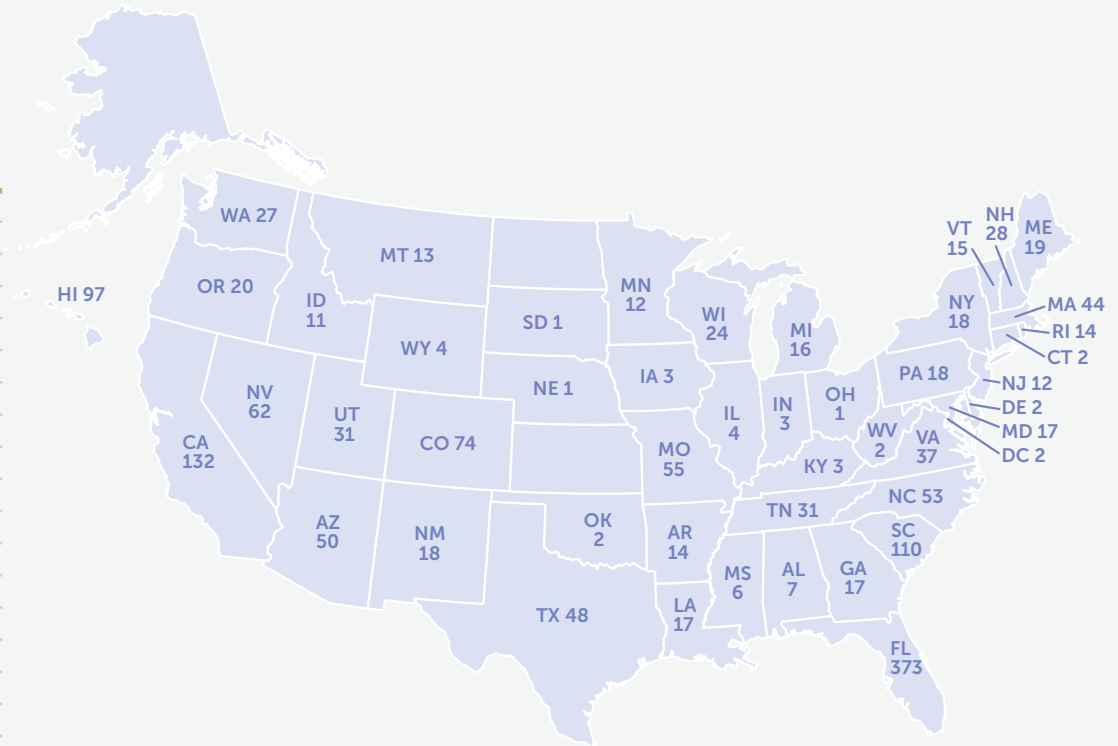 WA 27
MT 13
OR 20
ID
11
HI 97
WY 4
SD 1
NE 1
MN
12
WI
24
MI
16
IA 3
NV
62
UT
31
CO 74
CA
132
AZ
50
NM
18
IL
4
IN
3
OH
1
MO
55
KY 3
WV
2
VA
37
VT
15
NH
28
ME
19
NY
18
MA 44
RI 14
CT 2
PA 18
NJ 12
DE 2
MD 17
DC 2
TN 31
NC 53
SC
110
OK
2
AR
14
MS
6
AL
7
GA
17
LA
17
TX 48
FL
373